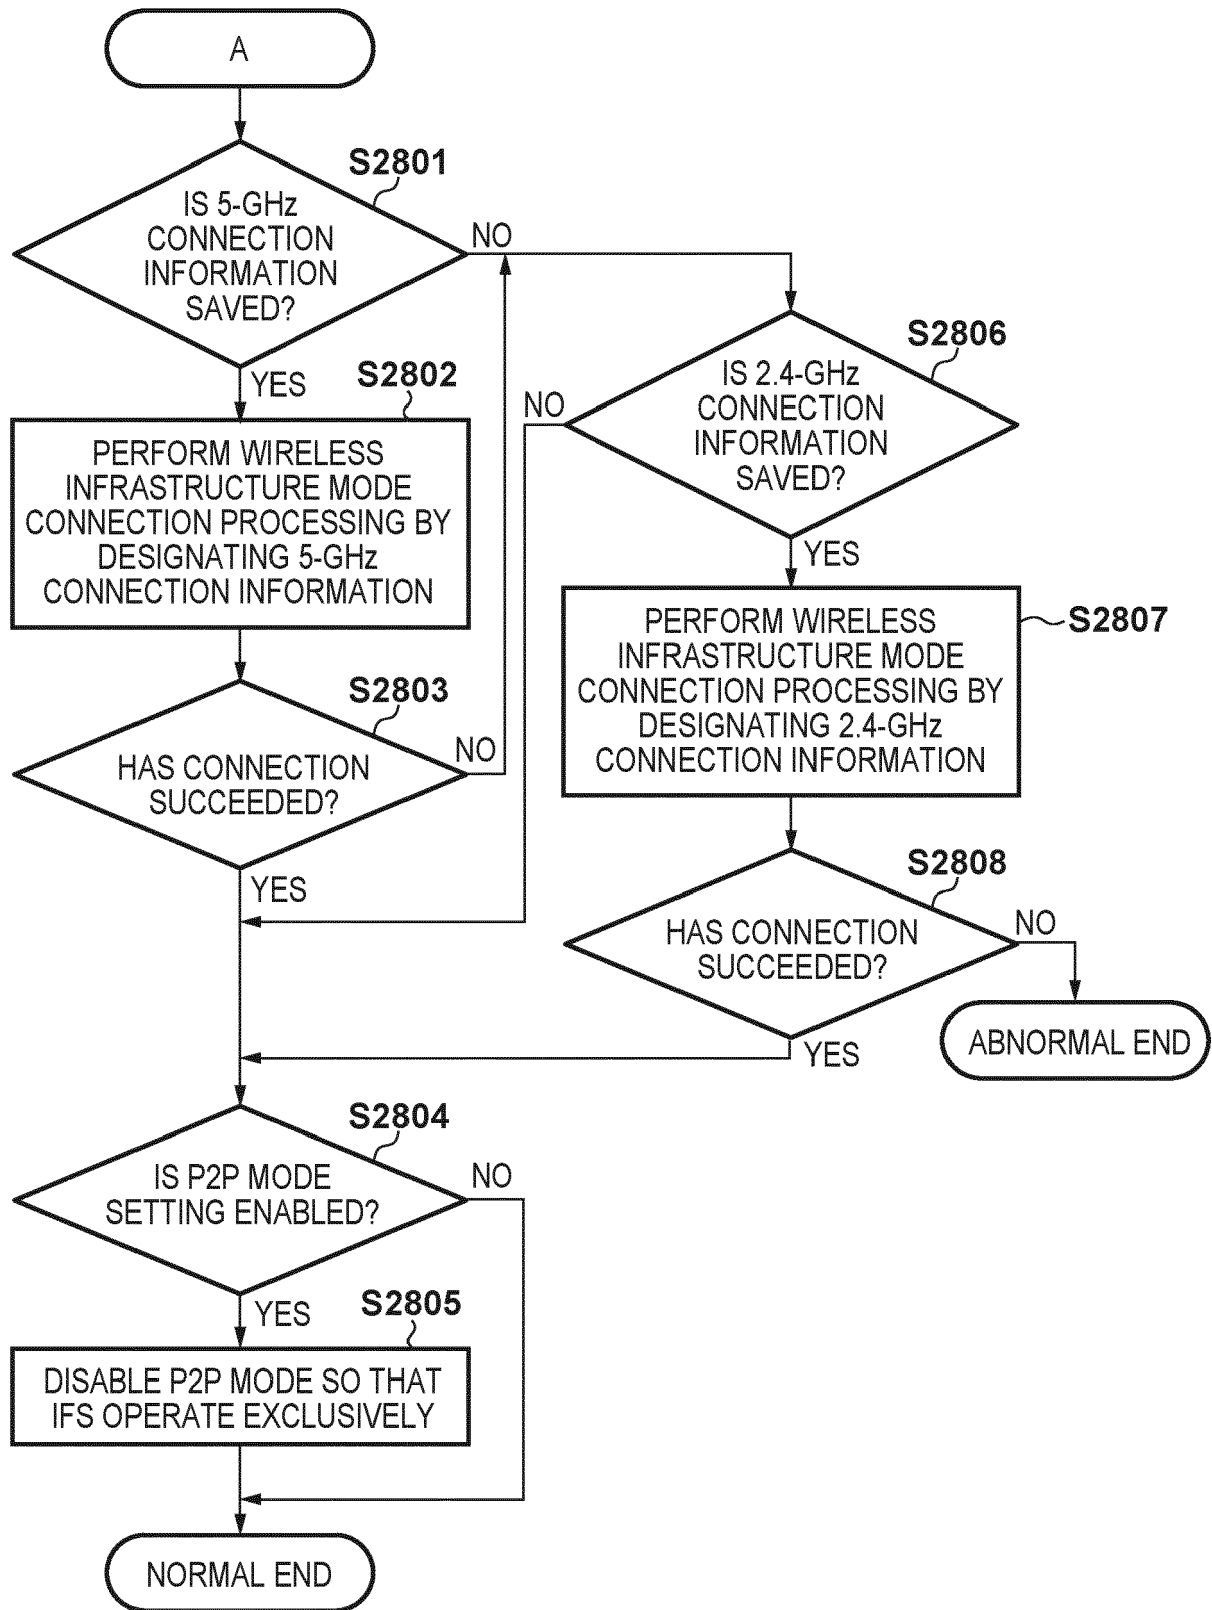 A
S2801
IS 5-GHz
CONNECTION
INFORMATION
SAVED?
NO
YES
S2802
PERFORM WIRELESS
INFRASTRUCTURE MODE
CONNECTION PROCESSING BY
DESIGNATING 5-GHz
CONNECTION INFORMATION
S2803
HAS CONNECTION
SUCCEEDED?
NO
YES
S2806
IS 2.4-GHz
CONNECTION
INFORMATION
SAVED?
NO
YES
S2807
PERFORM WIRELESS
INFRASTRUCTURE MODE
CONNECTION PROCESSING BY
DESIGNATING 2.4-GHz
CONNECTION INFORMATION
S2808
HAS CONNECTION
SUCCEEDED?
NO
YES
ABNORMAL END
S2804
IS P2P MODE
SETTING ENABLED?
NO
YES
S2805
DISABLE P2P MODE SO THAT
IFS OPERATE EXCLUSIVELY
NORMAL END